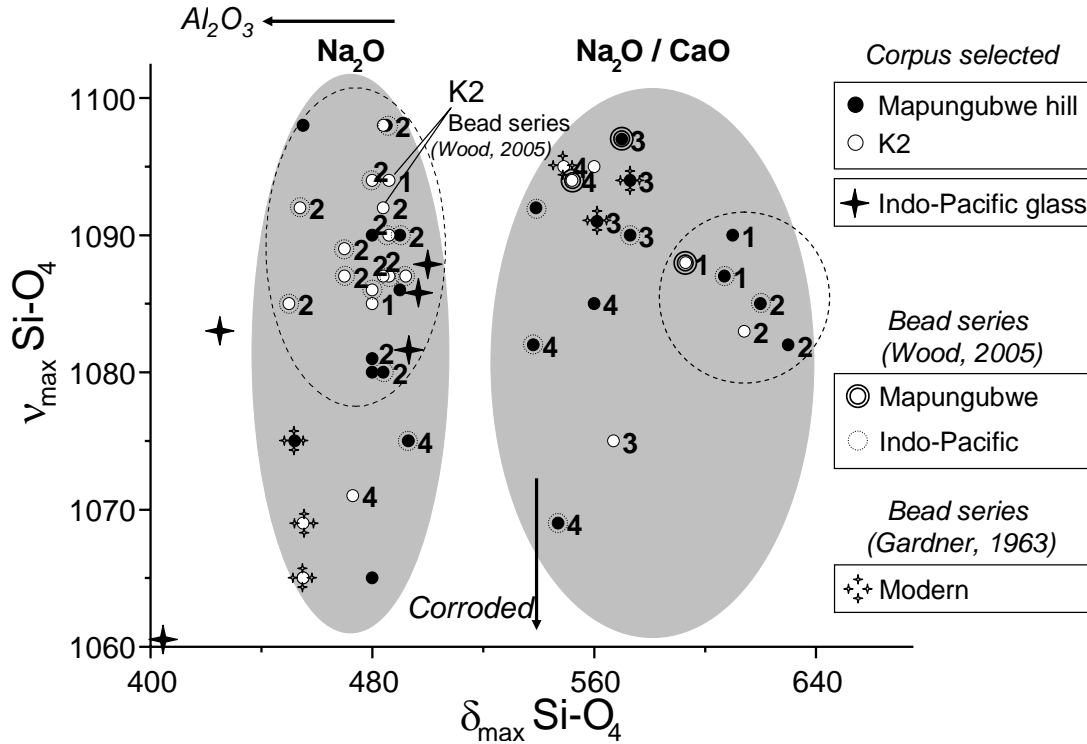 Al₂O₃
Na₂O
Na₂O / CaO
Corpus selected
Mapungubwe hill
K2
Indo-Pacific glass
K2
Bead series
(Wood, 2005)
1100
1090
1080
1070
1060
νmax Si-O₄
2
2 1
2 2
2 2
2
2 2 2
2 1
2
2
4
4
4 3
4 3
3
3
1
1 1
4 2
2
4 2
3
4
Corroded
Bead series
(Wood, 2005)
Mapungubwe
Indo-Pacific
Bead series
(Gardner, 1963)
Modern
400 480 560 640
δmax Si-O₄